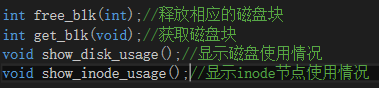 int free_blk(int);//释放相应的磁盘块
int get_blk(void);//获取磁盘块
void show_disk_usage();//显示磁盘使用情况
void show_inode_usage();//显示inode节点使用情况